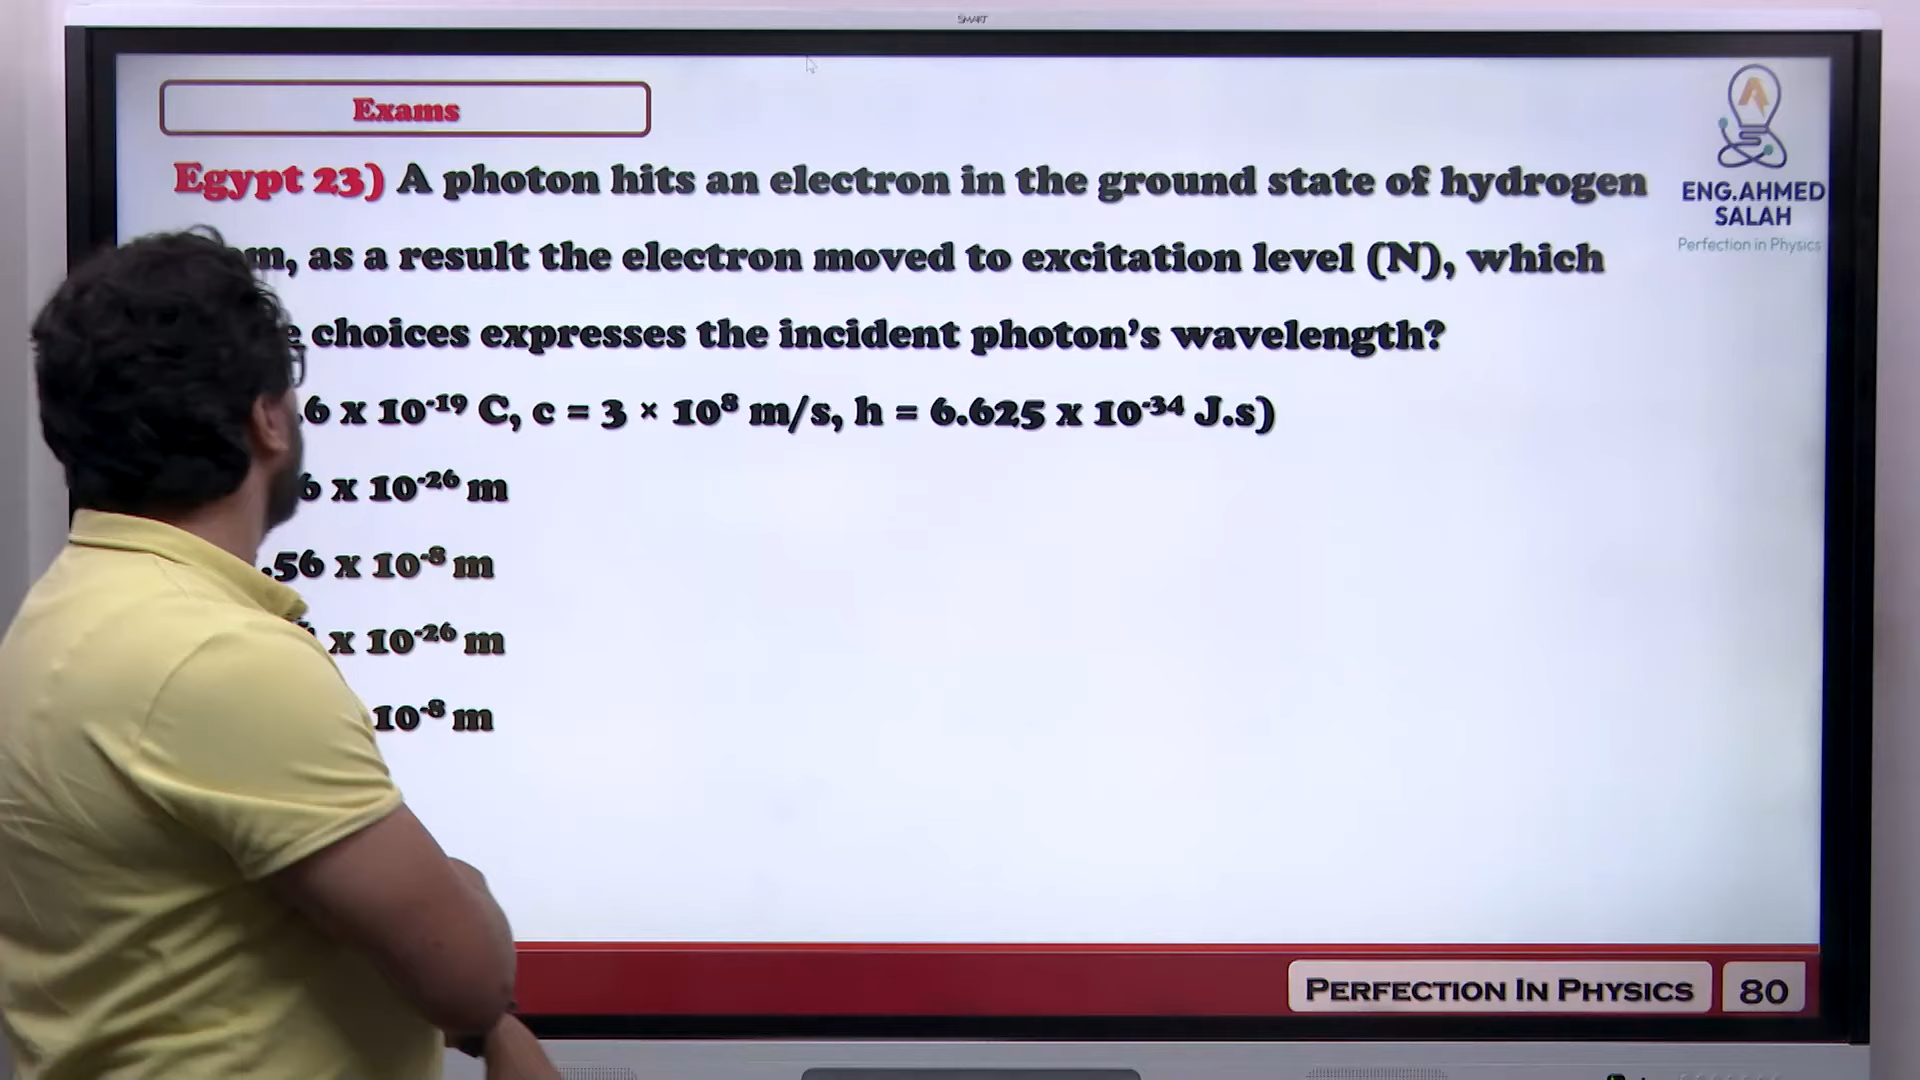 SMART
Exams
Egypt 23) A photon hits an electron in the ground state of hydrogen
m, as a result the electron moved to excitation level (N), which
e choices expresses the incident photon's wavelength?
.6 x 10⁻¹⁹ C, c = 3 × 10⁸ m/s, h = 6.625 x 10⁻³⁴ J.s)
6 x 10⁻²⁶ m
.56 x 10⁻⁸ m
x 10⁻²⁶ m
10⁻⁸ m
ENG.AHMED
SALAH
Perfection in Physics
PERFECTION IN PHYSICS
80